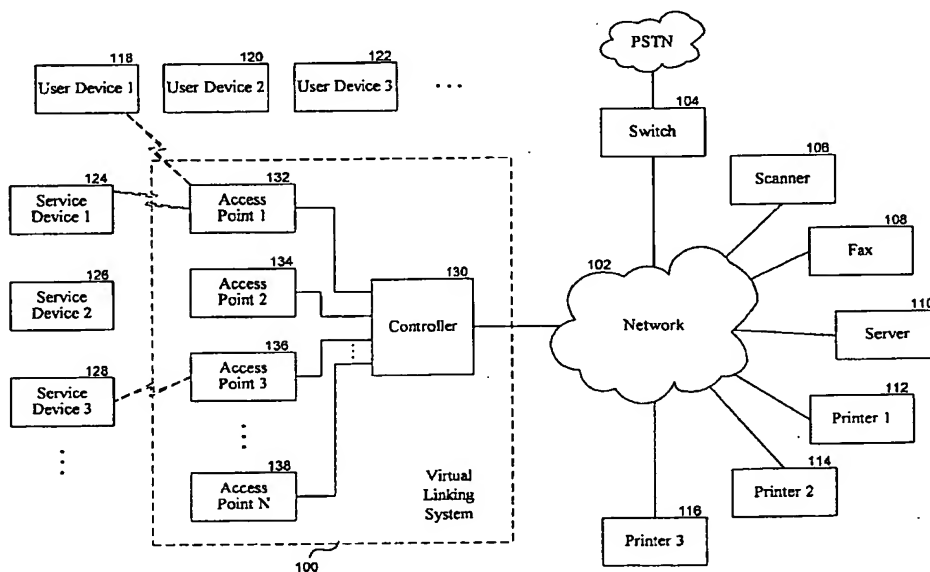 PSTN
118
User Device 1
120
User Device 2
122
User Device 3
...
104
Switch
106
Scanner
124
Service
Device 1
132
Access
Point 1
108
Fax
126
Service
Device 2
134
Access
Point 2
130
Controller
102
Network
110
Server
128
Service
Device 3
136
Access
Point 3
112
Printer 1
138
Access
Point N
Virtual
Linking
System
114
Printer 2
116
Printer 3
100